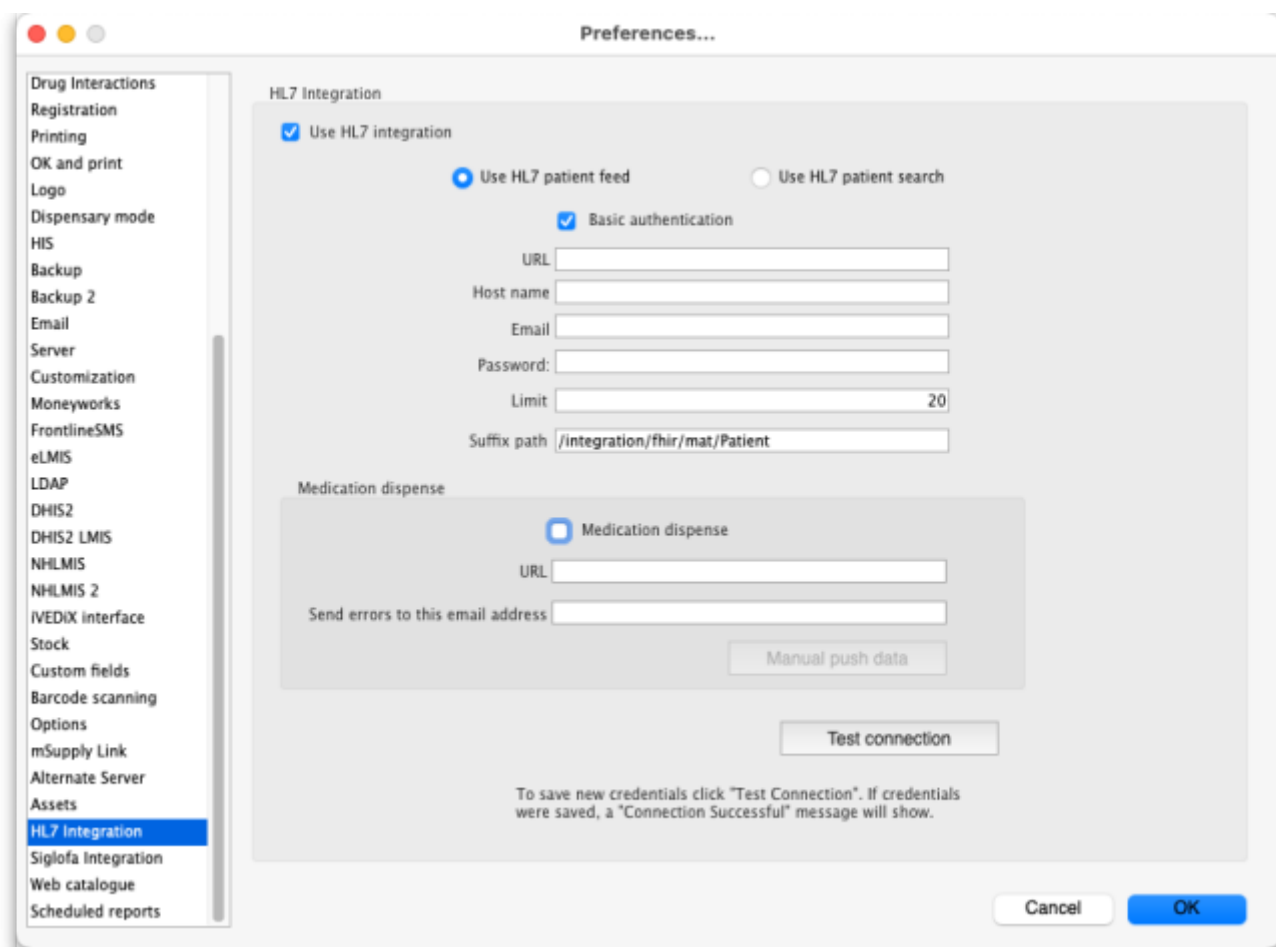 Preferences...
Drug Interactions
Registration
Printing
OK and print
Logo
Dispensary mode
HIS
Backup
Backup 2
Email
Server
Customization
Moneyworks
FrontlineSMS
eLMIS
LDAP
DHIS2
DHIS2 LMIS
NHLMIS
NHLMIS 2
iVEDiX interface
Stock
Custom fields
Barcode scanning
Options
mSupply Link
Alternate Server
Assets
HL7 Integration
Siglofa Integration
Web catalogue
Scheduled reports
HL7 Integration
Use HL7 integration
Use HL7 patient feed Use HL7 patient search
Basic authentication
URL
Host name
Email
Password:
Limit 20
Suffix path /integration/fhir/mat/Patient
Medication dispense
Medication dispense
URL
Send errors to this email address
Manual push data
Test connection
To save new credentials click "Test Connection". If credentials
were saved, a "Connection Successful" message will show.
Cancel OK